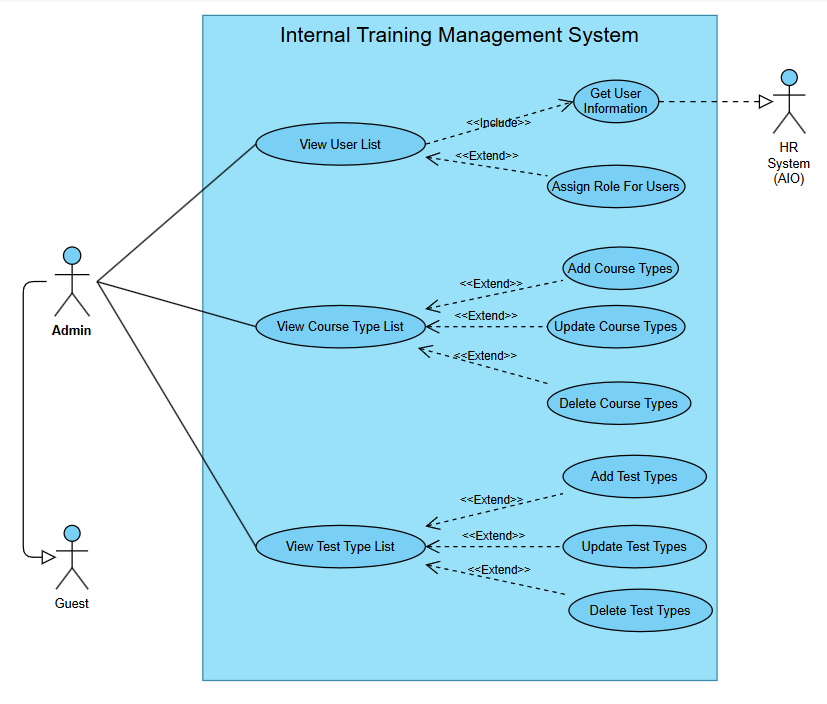 Internal Training Management System
Get User
Information
<<Include>>
View User List
<<Extend>>
Assign Role For Users
HR
System
(AIO)
Admin
Add Course Types
<<Extend>>
<<Extend>>
View Course Type List
Update Course Types
<<Extend>>
Delete Course Types
Add Test Types
<<Extend>>
<<Extend>>
View Test Type List
Update Test Types
<<Extend>>
Delete Test Types
Guest